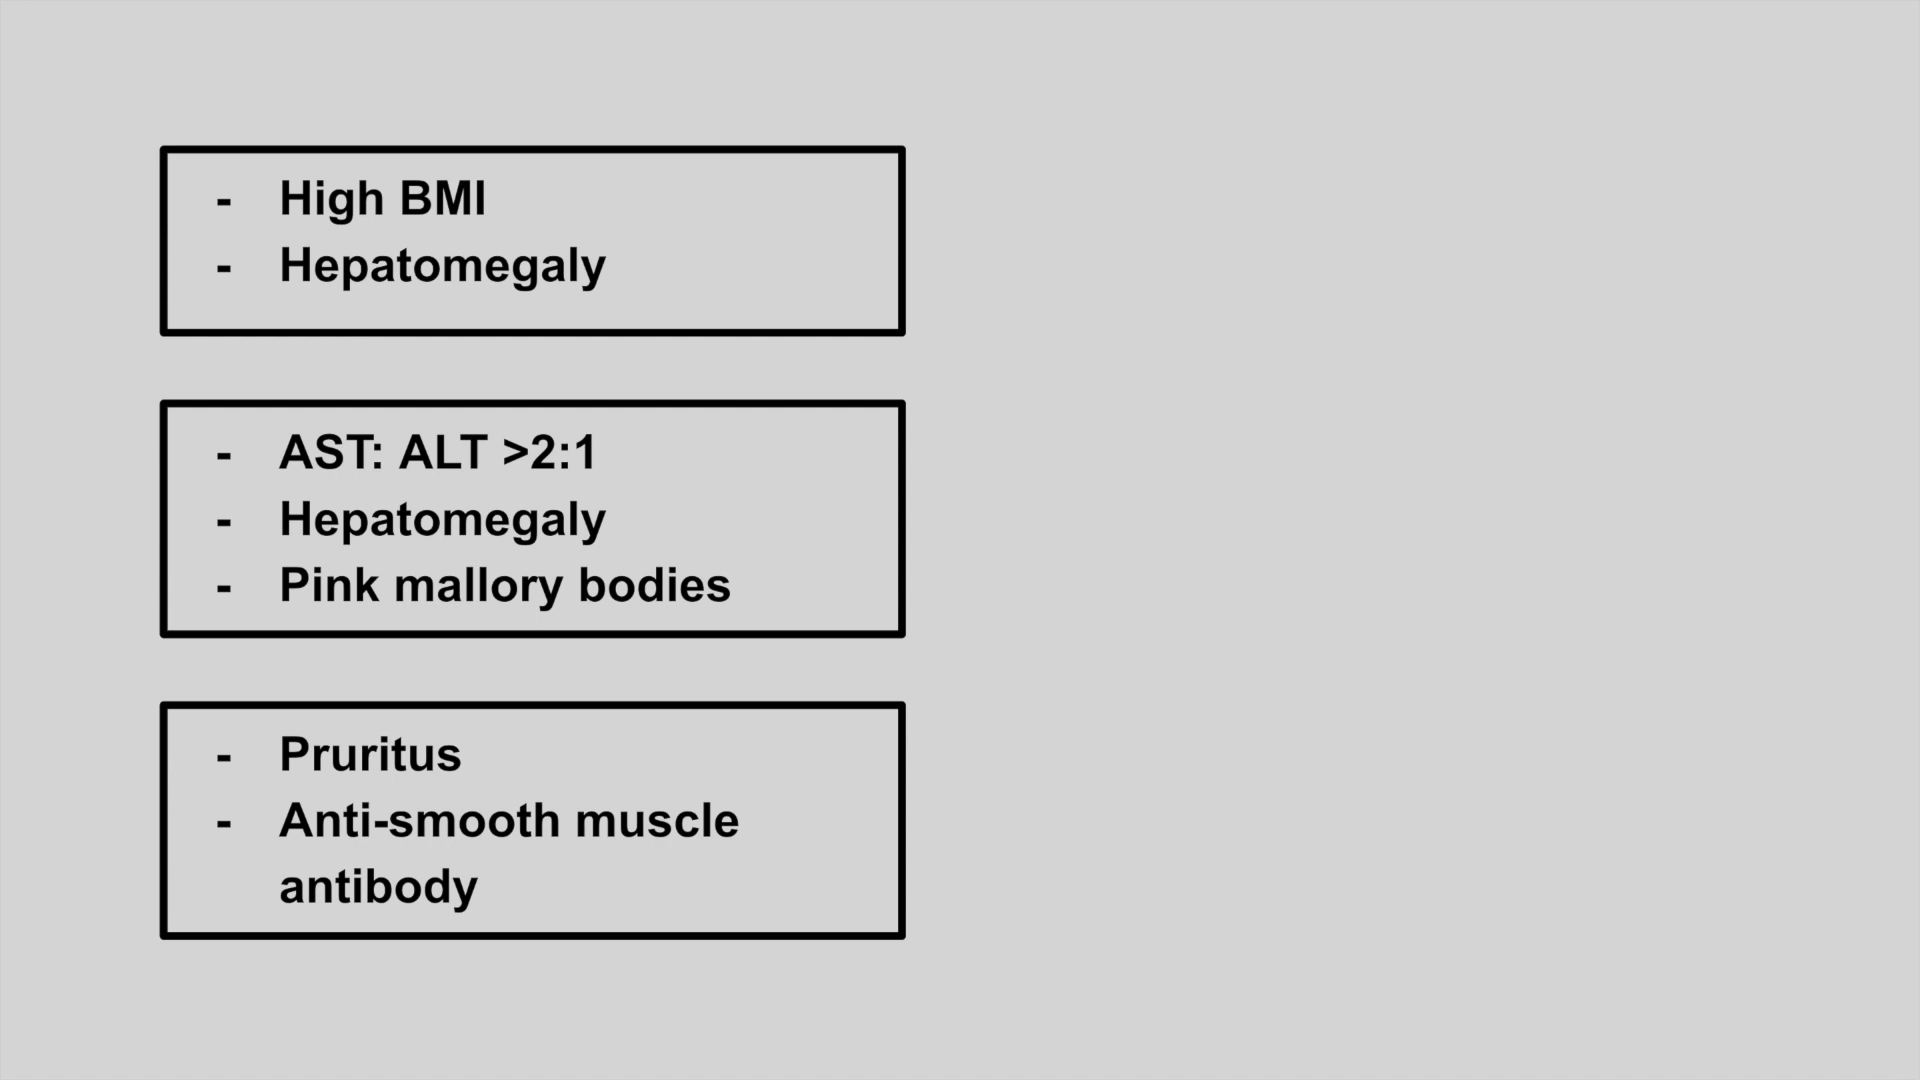 - High BMI
- Hepatomegaly
- AST: ALT >2:1
- Hepatomegaly
- Pink mallory bodies
- Pruritus
- Anti-smooth muscle
antibody